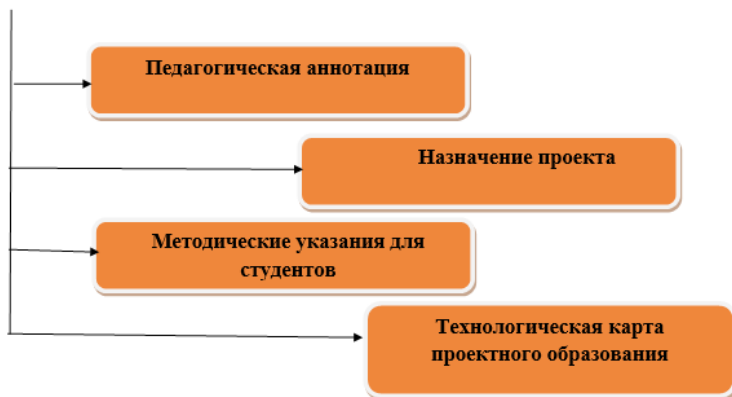 Педагогическая аннотация
Назначение проекта
Методические указания для
студентов
Технологическая карта
проектного образования